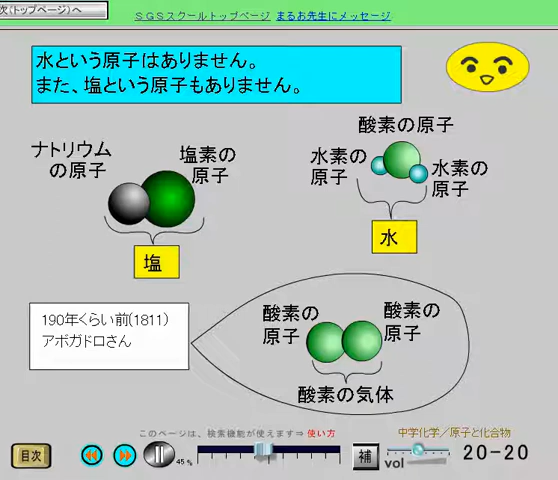 次(トップページ)へ
SGSスクールトップページ まるお先生にメッセージ
水という原子はありません。
また、塩という原子もありません。
酸素の原子
ナトリウム
の原子
塩素の
原子
水素の
原子
水素の
原子
塩
水
190年くらい前(1811)
アボガドロさん
酸素の
原子
酸素の
原子
酸素の気体
このページは、検索機能が使えます⇒ 使い方
中学化学／原子と化合物
目次
45 %
補
vol
20-20